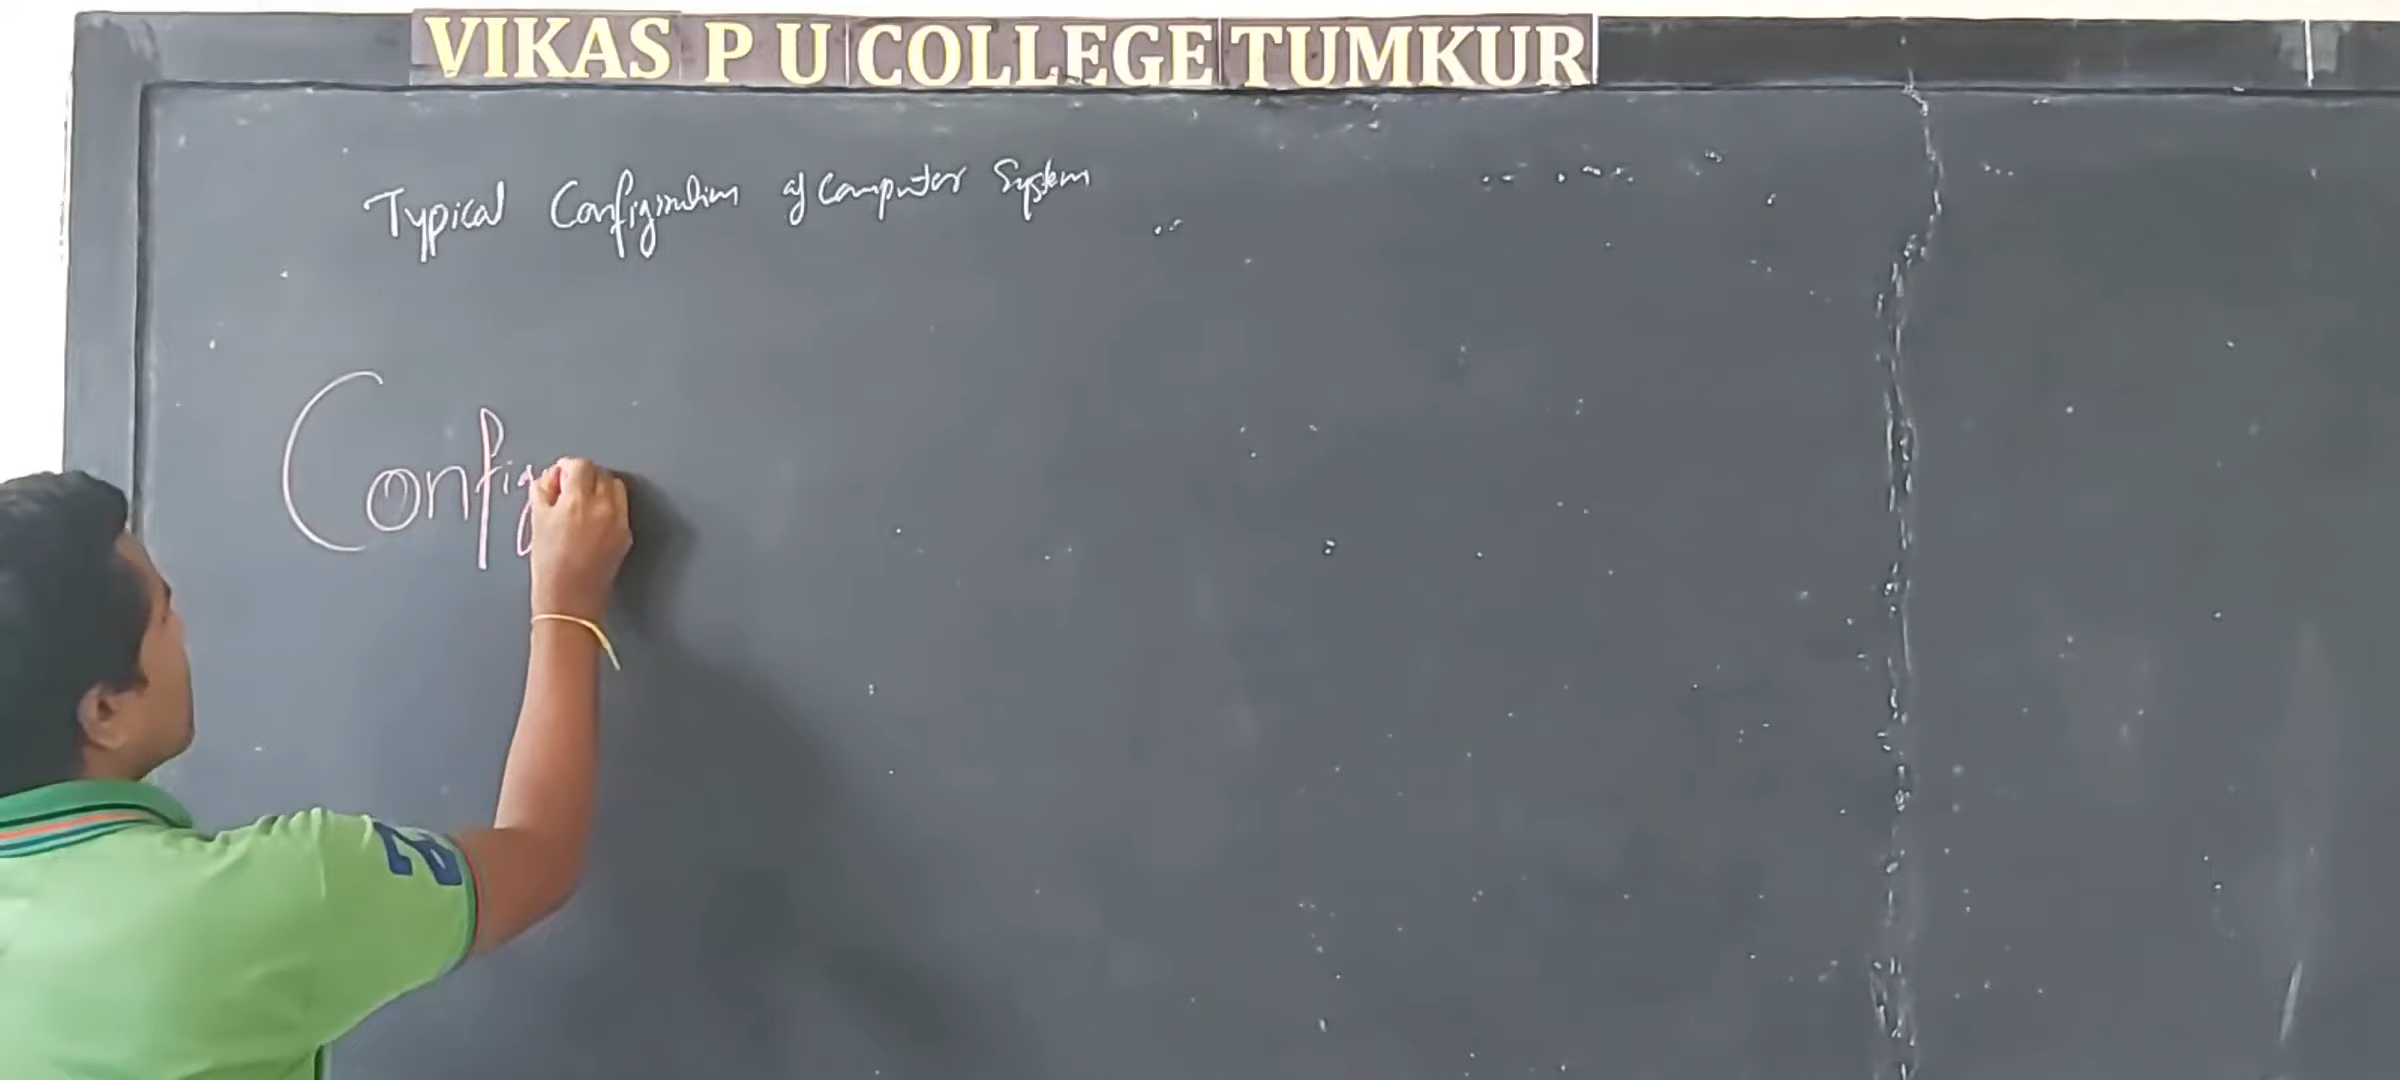 VIKAS P U COLLEGE TUMKUR
Typical Configuration of Computer System
Config